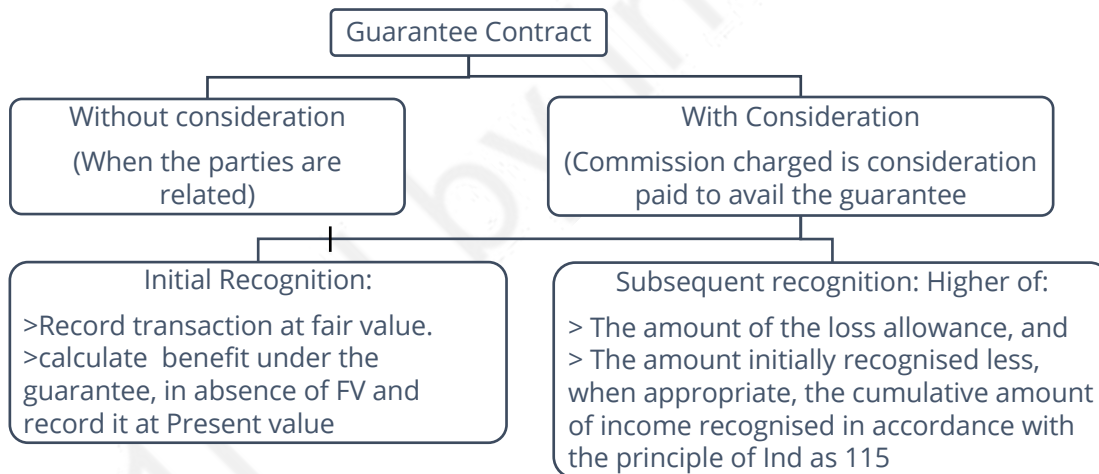 Guarantee Contract
Without consideration
(When the parties are
related)
With Consideration
(Commission charged is consideration
paid to avail the guarantee
Initial Recognition:
>Record transaction at fair value.
>calculate benefit under the
guarantee, in absence of FV and
record it at Present value
Subsequent recognition: Higher of:
> The amount of the loss allowance, and
> The amount initially recognised less,
when appropriate, the cumulative amount
of income recognised in accordance with
the principle of Ind as 115